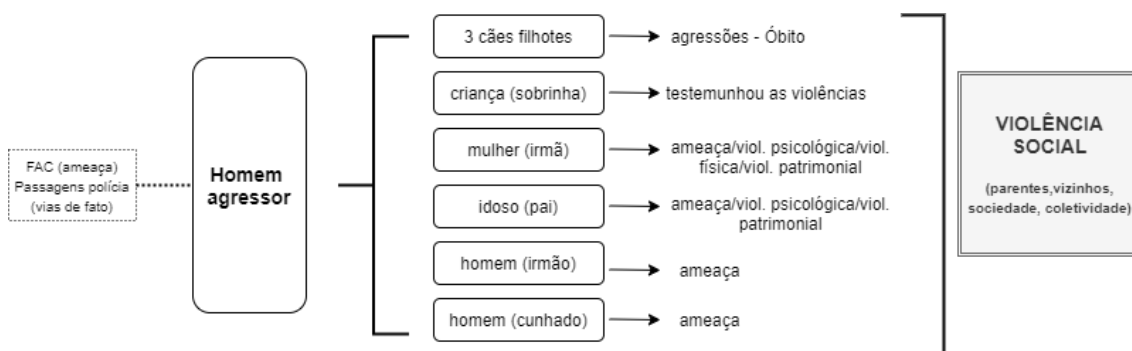 FAC (ameaça)
Passagens polícia
(vias de fato)
Homem
agressor
3 cães filhotes
agressões - Óbito
criança (sobrinha)
testemunhou as violências
mulher (irmã)
ameaça/viol. psicológica/viol.
física/viol. patrimonial
idoso (pai)
ameaça/viol. psicológica/viol.
patrimonial
homem (irmão)
ameaça
homem (cunhado)
ameaça
VIOLÊNCIA
SOCIAL
(parentes,vizinhos,
sociedade, coletividade)